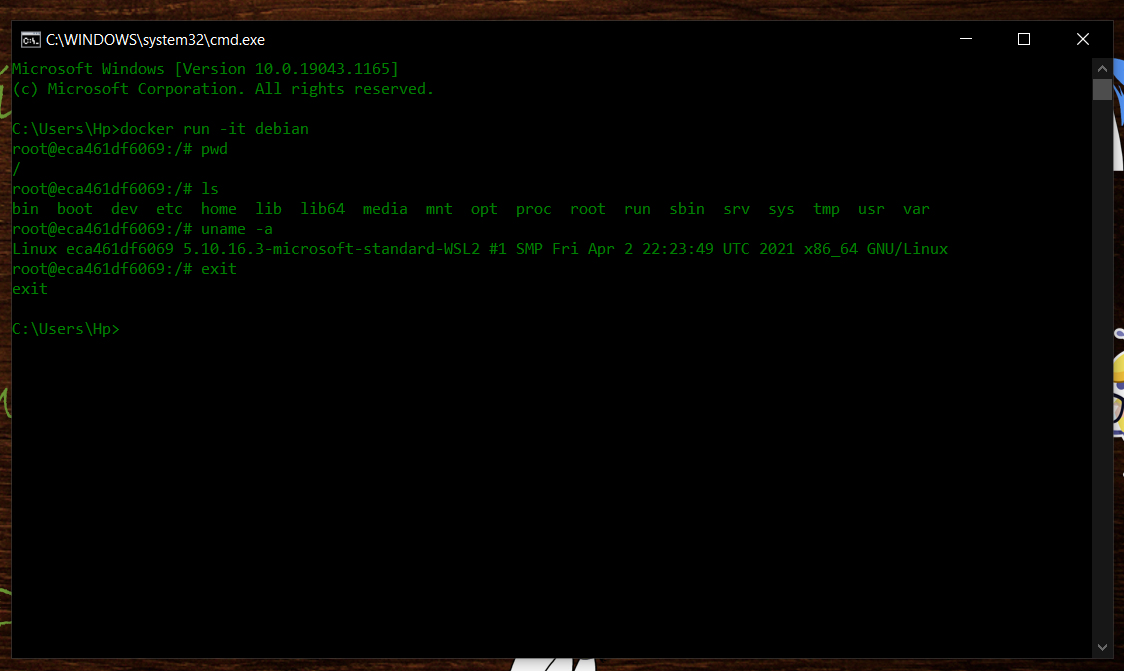 C:\WINDOWS\system32\cmd.exe
Microsoft Windows [Version 10.0.19043.1165]
(c) Microsoft Corporation. All rights reserved.
C:\Users\Hp>docker run -it debian
root@eca461df6069:/# pwd
/
root@eca461df6069:/# ls
bin  boot  dev  etc  home  lib  lib64  media  mnt  opt  proc  root  run  sbin  srv  sys  tmp  usr  var
root@eca461df6069:/# uname -a
Linux eca461df6069 5.10.16.3-microsoft-standard-WSL2 #1 SMP Fri Apr 2 22:23:49 UTC 2021 x86_64 GNU/Linux
root@eca461df6069:/# exit
exit
C:\Users\Hp>